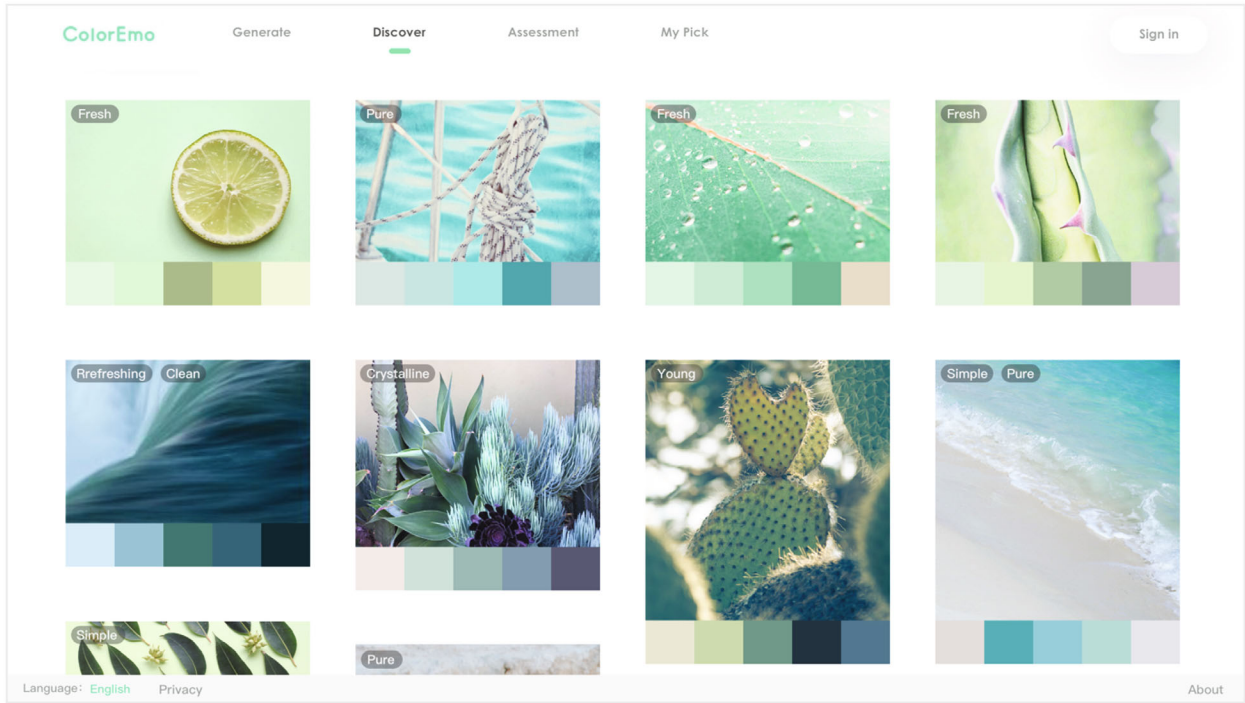 ColorEmo Generate Discover Assessment My Pick Sign in
Fresh Pure Fresh Fresh
Rrefreshing Clean Crystalline Young Simple Pure
Simple
Pure
Language: English Privacy About